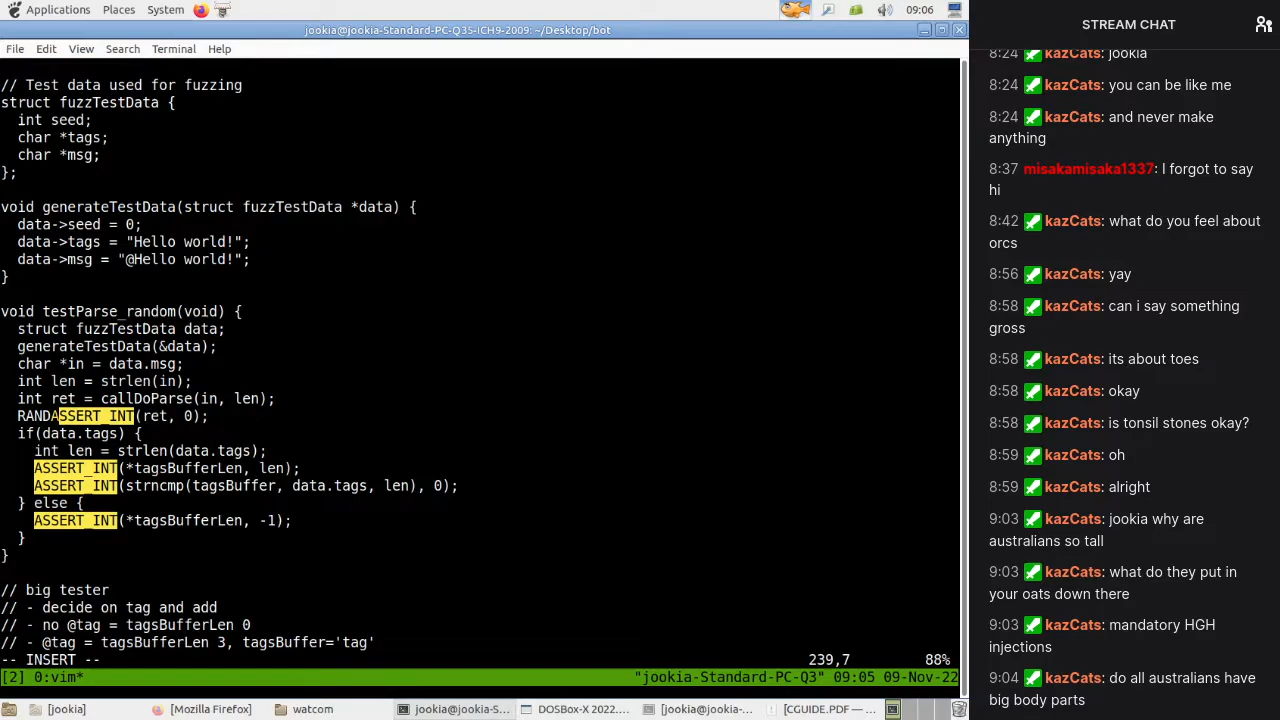 Applications Places System 09:06
jookia@jookia-Standard-PC-Q35-ICH9-2009: ~/Desktop/bot
File Edit View Search Terminal Help
// Test data used for fuzzing
struct fuzzTestData {
  int seed;
  char *tags;
  char *msg;
};
void generateTestData(struct fuzzTestData *data) {
  data->seed = 0;
  data->tags = "Hello world!";
  data->msg = "@Hello world!";
}
void testParse_random(void) {
  struct fuzzTestData data;
  generateTestData(&data);
  char *in = data.msg;
  int len = strlen(in);
  int ret = callDoParse(in, len);
  RANDASSERT_INT(ret, 0);
  if(data.tags) {
    int len = strlen(data.tags);
    ASSERT_INT(*tagsBufferLen, len);
    ASSERT_INT(strncmp(tagsBuffer, data.tags, len), 0);
  } else {
    ASSERT_INT(*tagsBufferLen, -1);
  }
}
// big tester
// - decide on tag and add
// - no @tag = tagsBufferLen 0
// - @tag = tagsBufferLen 3, tagsBuffer='tag'
-- INSERT -- 239,7 88%
[2] 0:vim* "jookia-Standard-PC-Q3" 09:05 09-Nov-22
[jookia] [Mozilla Firefox] watcom jookia@jookia-S... DOSBox-X 2022.... [jookia@jookia-... [CGUIDE.PDF — ...
STREAM CHAT
8:24 kazCats: jookia
8:24 kazCats: you can be like me
8:24 kazCats: and never make
anything
8:37 misakamisaka1337: I forgot to say
hi
8:42 kazCats: what do you feel about
orcs
8:56 kazCats: yay
8:58 kazCats: can i say something
gross
8:58 kazCats: its about toes
8:58 kazCats: okay
8:58 kazCats: is tonsil stones okay?
8:59 kazCats: oh
8:59 kazCats: alright
9:03 kazCats: jookia why are
australians so tall
9:03 kazCats: what do they put in
your oats down there
9:03 kazCats: mandatory HGH
injections
9:04 kazCats: do all australians have
big body parts